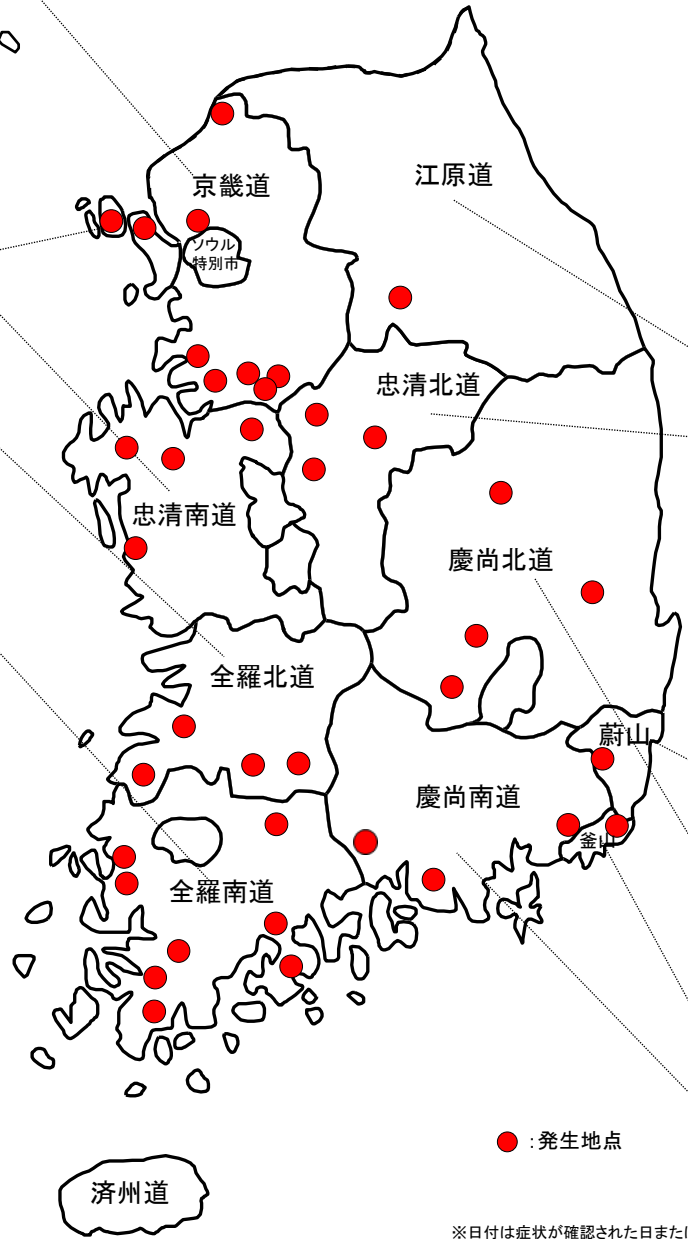 江原道
京畿道
ソウル
特別市
忠清北道
忠清南道
慶尚北道
全羅北道
蔚山
慶尚南道
釜山
全羅南道
：発生地点
済州道
※日付は症状が確認された日または